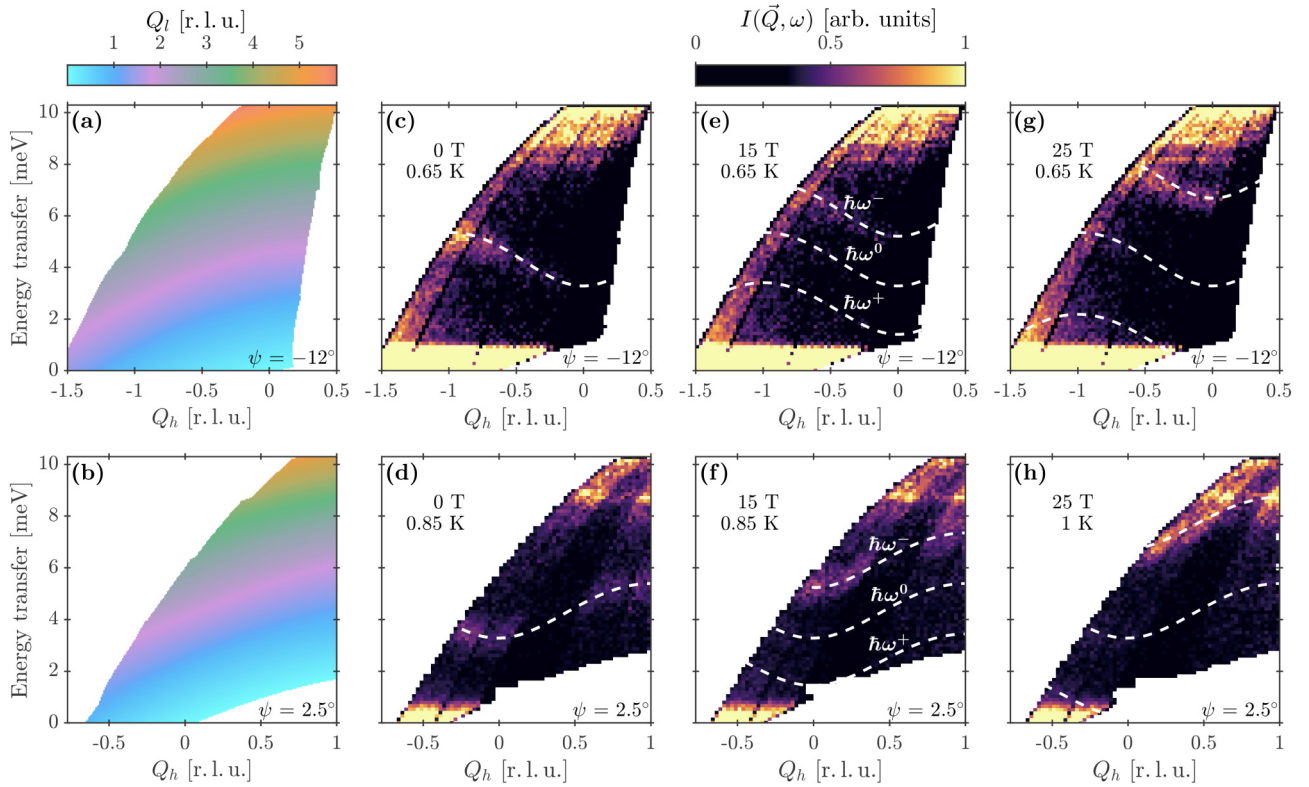 Q_l [r. l. u.]
1 2 3 4 5
I(Q⃗, ω) [arb. units]
0 0.5 1
Energy transfer [meV]
10
8
6
4
2
0
(a)
ψ = −12°
-1.5 -1 -0.5 0 0.5
Q_h [r. l. u.]
(c)
0 T
0.65 K
ψ = −12°
-1.5 -1 -0.5 0 0.5
Q_h [r. l. u.]
(e)
15 T
0.65 K
ħω⁻
ħω⁰
ħω⁺
ψ = −12°
-1.5 -1 -0.5 0 0.5
Q_h [r. l. u.]
(g)
25 T
0.65 K
ψ = −12°
-1.5 -1 -0.5 0 0.5
Q_h [r. l. u.]
Energy transfer [meV]
10
8
6
4
2
0
(b)
ψ = 2.5°
-0.5 0 0.5 1
Q_h [r. l. u.]
(d)
0 T
0.85 K
ψ = 2.5°
-0.5 0 0.5 1
Q_h [r. l. u.]
(f)
15 T
0.85 K
ħω⁻
ħω⁰
ħω⁺
ψ = 2.5°
-0.5 0 0.5 1
Q_h [r. l. u.]
(h)
25 T
1 K
ψ = 2.5°
-0.5 0 0.5 1
Q_h [r. l. u.]